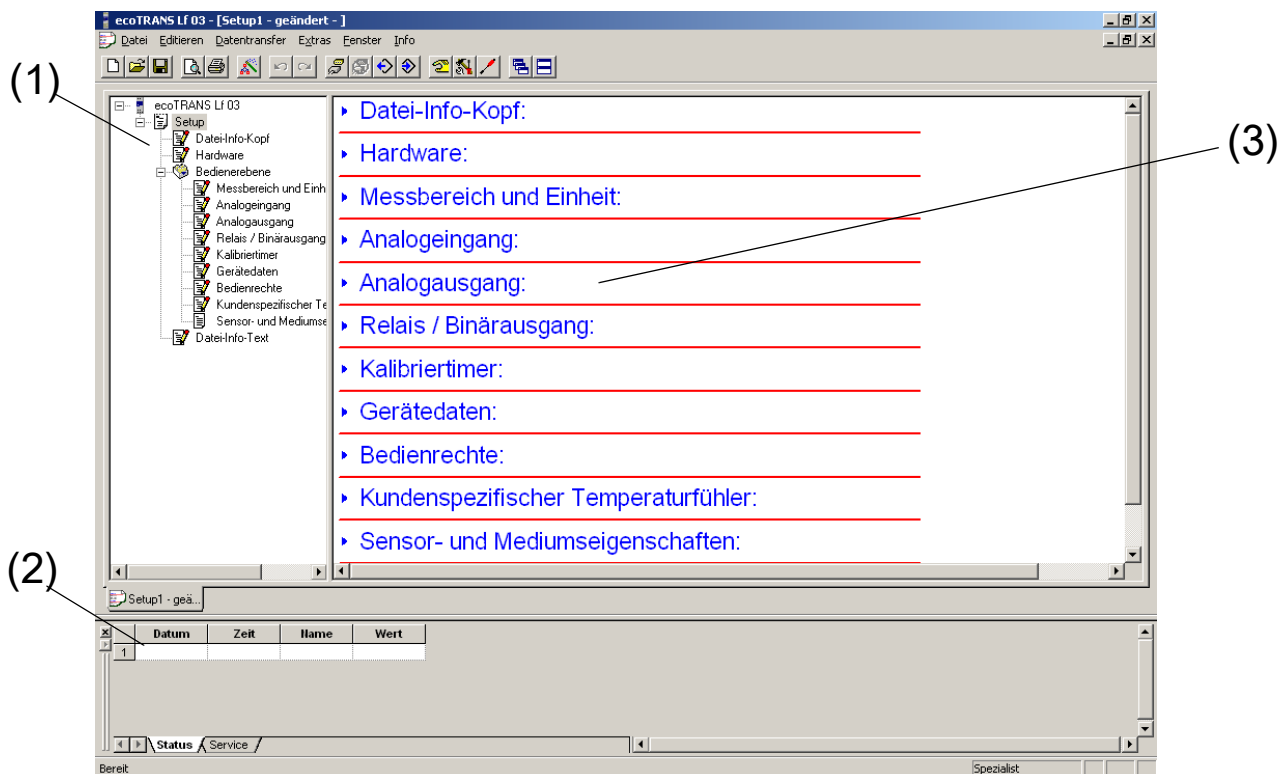 ecoTRANS Lf 03 - [Setup1 - geändert - ]
Datei Editieren Datentransfer Extras Fenster Info
(1)
ecoTRANS Lf 03
Setup
Datei-Info-Kopf
Hardware
Bedienerebene
Messbereich und Einh
Analogeingang
Analogausgang
Relais / Binärausgang
Kalibriertimer
Gerätedaten
Bedienrechte
Kundenspezifischer Te
Sensor- und Mediumse
Datei-Info-Text
Datei-Info-Kopf:
Hardware:
Messbereich und Einheit:
Analogeingang:
Analogausgang:
Relais / Binärausgang:
Kalibriertimer:
Gerätedaten:
Bedienrechte:
Kundenspezifischer Temperaturfühler:
Sensor- und Mediumseigenschaften:
(3)
(2)
Setup1 - geä...
Datum Zeit Name Wert
1
Status Service
Bereit Spezialist